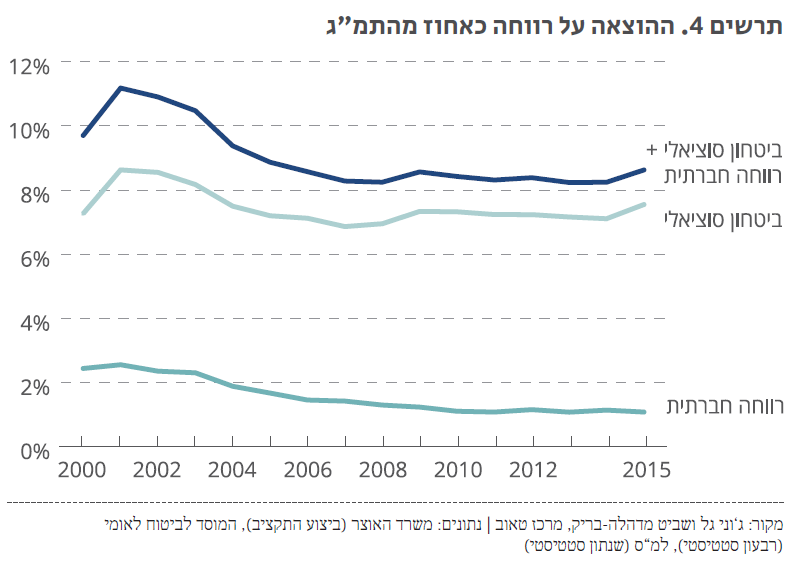 תרשים 4. ההוצאה על רווחה כאחוז מהתמ״ג
12%
10%
8%
6%
4%
2%
0%
ביטחון סוציאלי +
רווחה חברתית
ביטחון סוציאלי
רווחה חברתית
2000 2002 2004 2006 2008 2010 2012 2015
מקור: ג׳וני גל ושביט מדהלה-בריק, מרכז טאוב | נתונים: משרד האוצר (ביצוע התקציב), המוסד לביטוח לאומי
(רבעון סטטיסטי), למ״ס (שנתון סטטיסטי)